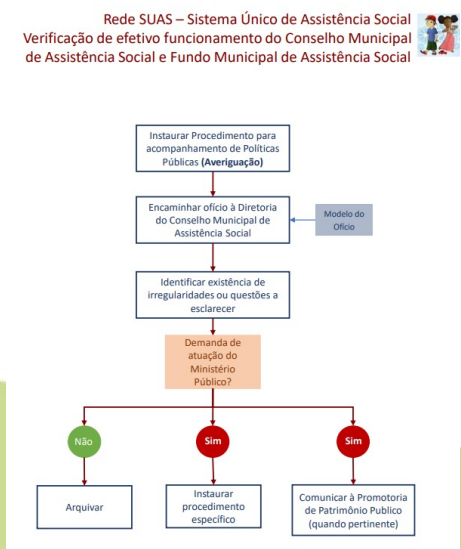 Rede SUAS – Sistema Único de Assistência Social
Verificação de efetivo funcionamento do Conselho Municipal
de Assistência Social e Fundo Municipal de Assistência Social
Instaurar Procedimento para
acompanhamento de Políticas
Públicas (Averiguação)
Encaminhar ofício à Diretoria
do Conselho Municipal de
Assistência Social
Modelo do
Ofício
Identificar existência de
irregularidades ou questões a
esclarecer
Demanda de
atuação do
Ministério
Público?
Não
Sim
Sim
Arquivar
Instaurar
procedimento
específico
Comunicar à Promotoria
de Patrimônio Publico
(quando pertinente)